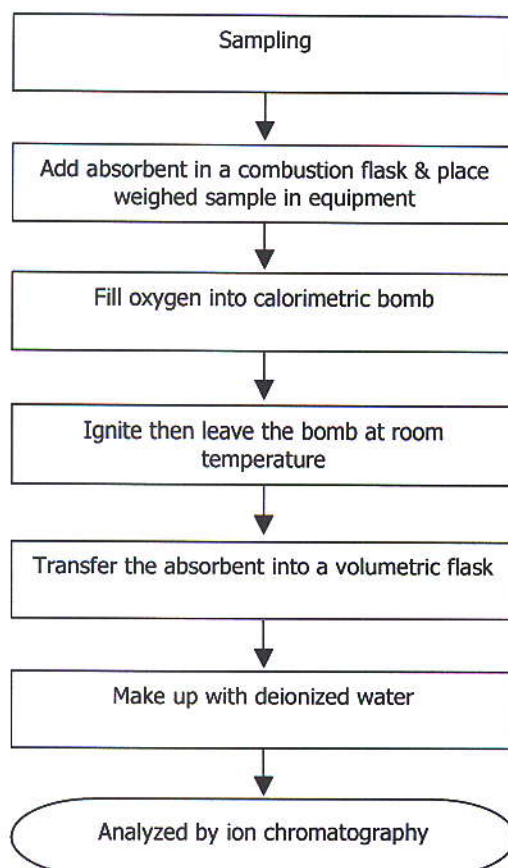 Sampling
Add absorbent in a combustion flask & place
weighed sample in equipment
Fill oxygen into calorimetric bomb
Ignite then leave the bomb at room
temperature
Transfer the absorbent into a volumetric flask
Make up with deionized water
Analyzed by ion chromatography